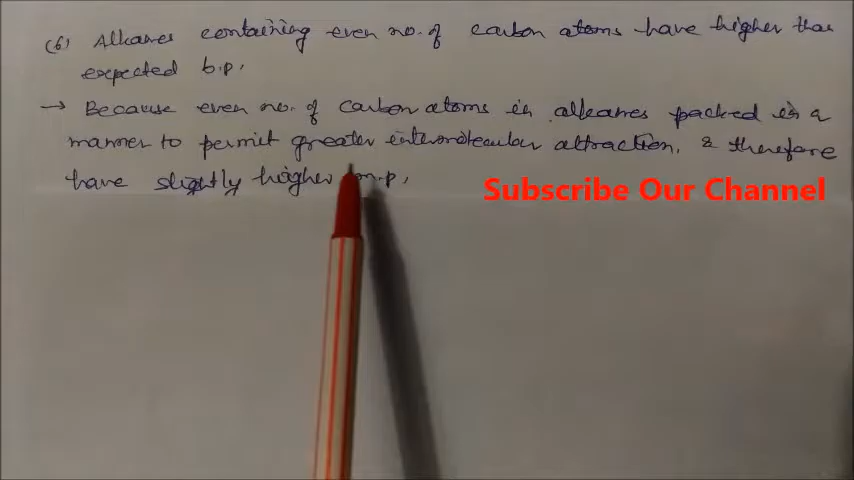 (6) Alkanes containing even no. of carbon atoms have higher than
expected b.p.
→ Because even no. of carbon atoms in alkanes packed in a
manner to permit greater intermolecular attraction, & therefore
have slightly higher m.p.
Subscribe Our Channel